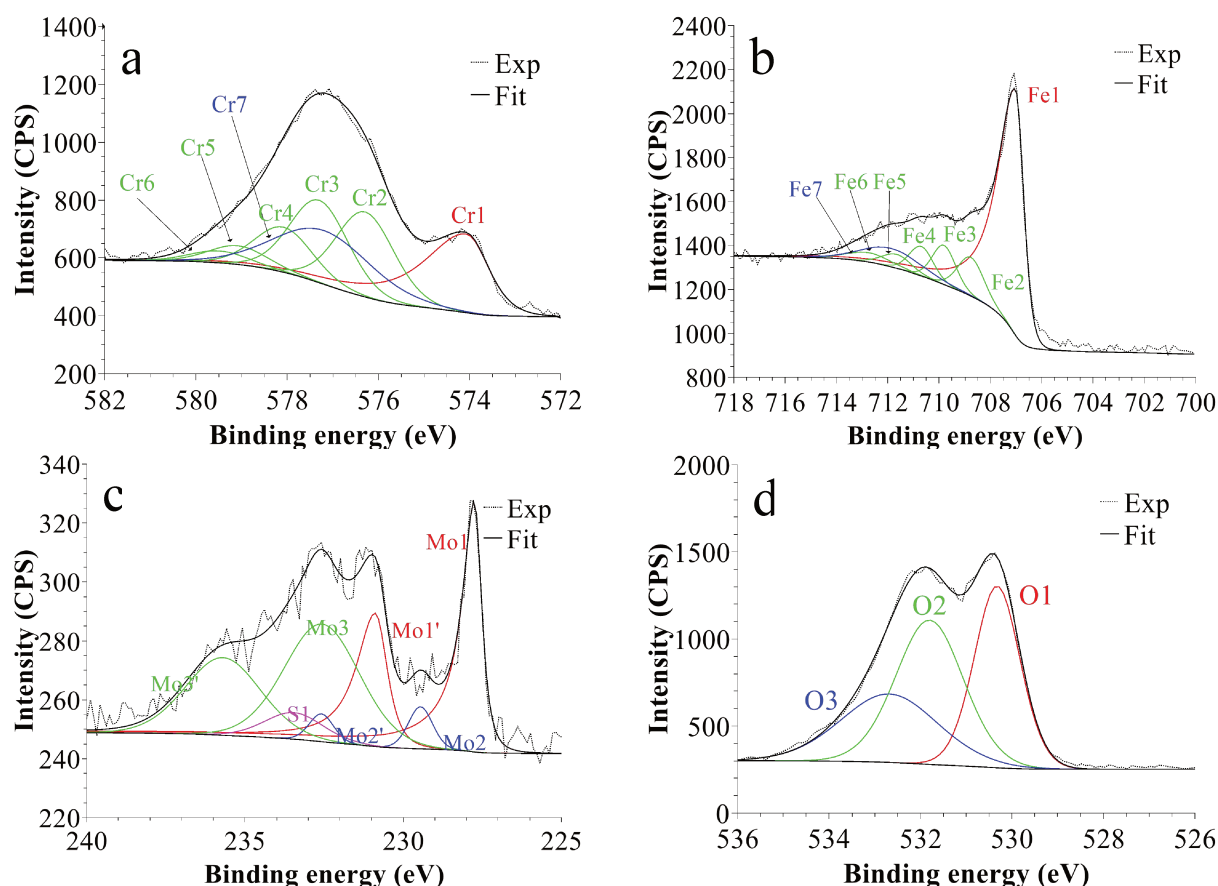 a
1400
1200
1000
800
600
400
200
Intensity (CPS)
Exp
Fit
Cr7
Cr5
Cr6
Cr3
Cr2
Cr4
Cr1
582 580 578 576 574 572
Binding energy (eV)
b
2400
2200
2000
1800
1600
1400
1200
1000
800
Intensity (CPS)
Exp
Fit
Fe1
Fe7 Fe6 Fe5
Fe4 Fe3
Fe2
718 716 714 712 710 708 706 704 702 700
Binding energy (eV)
c
340
320
300
280
260
240
220
Intensity (CPS)
Exp
Fit
Mo1
Mo3
Mo1'
Mo3'
S1
Mo2'
Mo2
240 235 230 225
Binding energy (eV)
d
2000
1500
1000
500
0
Intensity (CPS)
Exp
Fit
O2
O1
O3
536 534 532 530 528 526
Binding energy (eV)